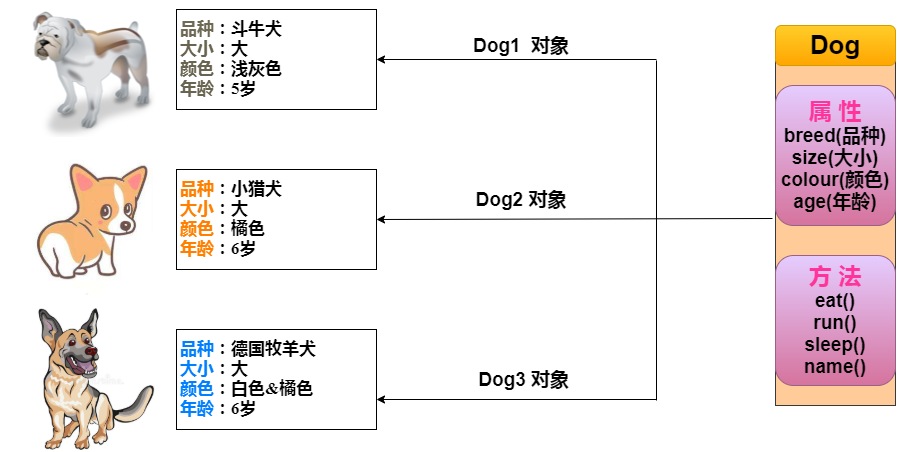 品种：斗牛犬
大小：大
颜色：浅灰色
年龄：5岁
Dog1 对象
品种：小猎犬
大小：大
颜色：橘色
年龄：6岁
Dog2 对象
品种：德国牧羊犬
大小：大
颜色：白色&橘色
年龄：6岁
Dog3 对象
Dog
属 性
breed(品种)
size(大小)
colour(颜色)
age(年龄)
方 法
eat()
run()
sleep()
name()